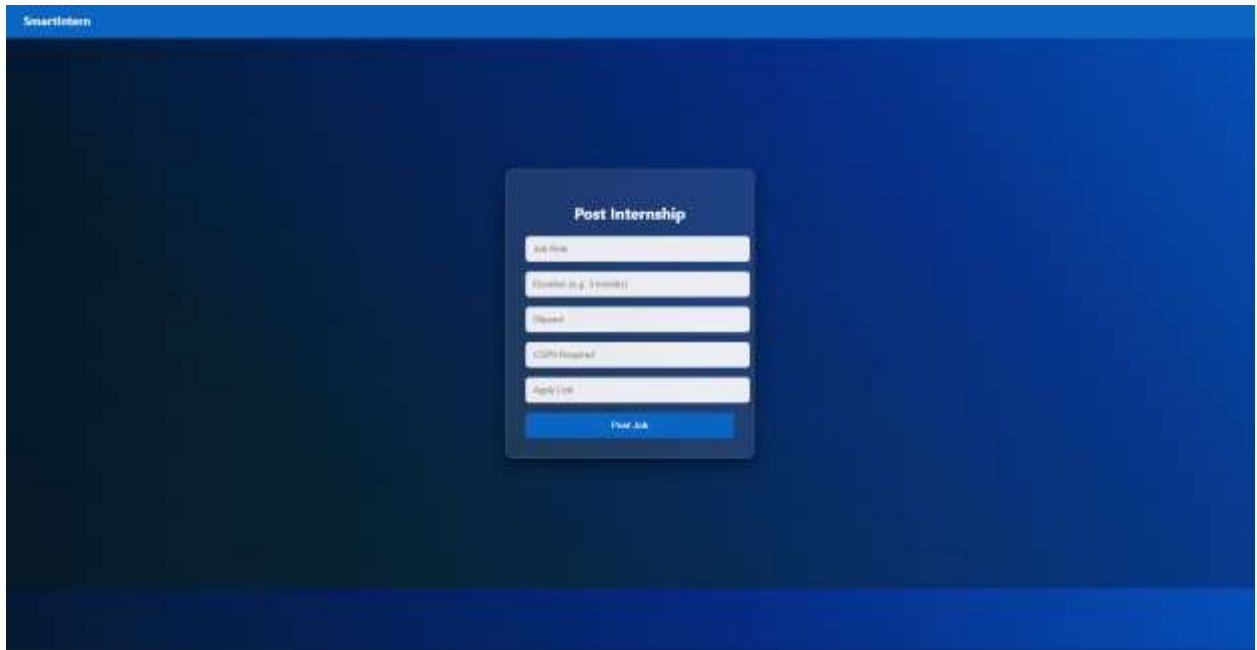 SmartIntern
Post Internship
Job Role
Duration (e.g. 3 months)
Stipend
CGPA Required
Apply Link
Post Job